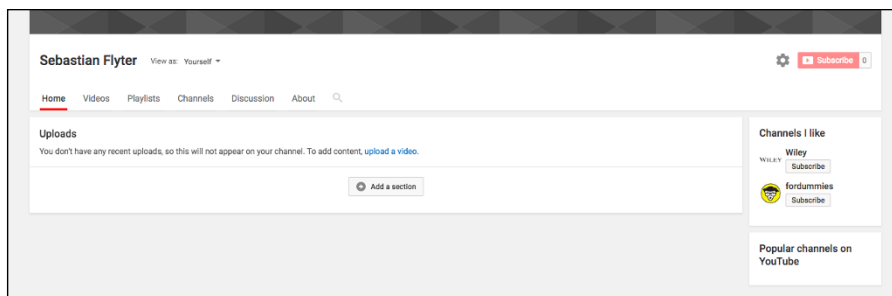 Sebastian Flyter View as: Yourself
Subscribe 0
Home Videos Playlists Channels Discussion About
Uploads
You don't have any recent uploads, so this will not appear on your channel. To add content, upload a video.
Add a section
Channels I like
WILEY
Wiley
Subscribe
fordummies
Subscribe
Popular channels on
YouTube